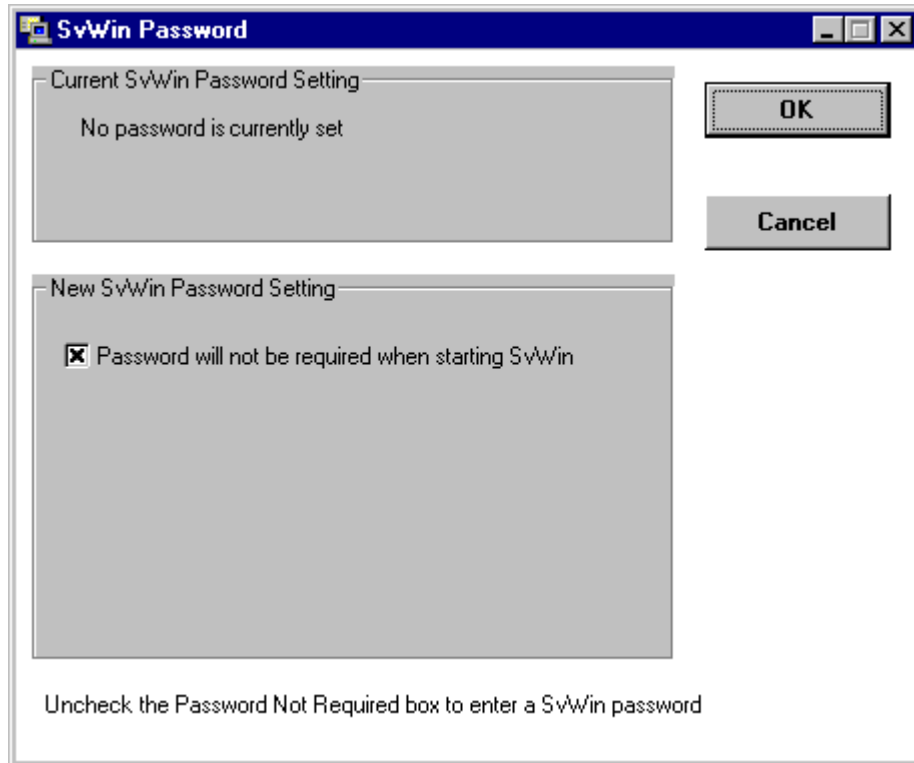 SvWin Password
Current SvWin Password Setting
No password is currently set
OK
Cancel
New SvWin Password Setting
Password will not be required when starting SvWin
Uncheck the Password Not Required box to enter a SvWin password